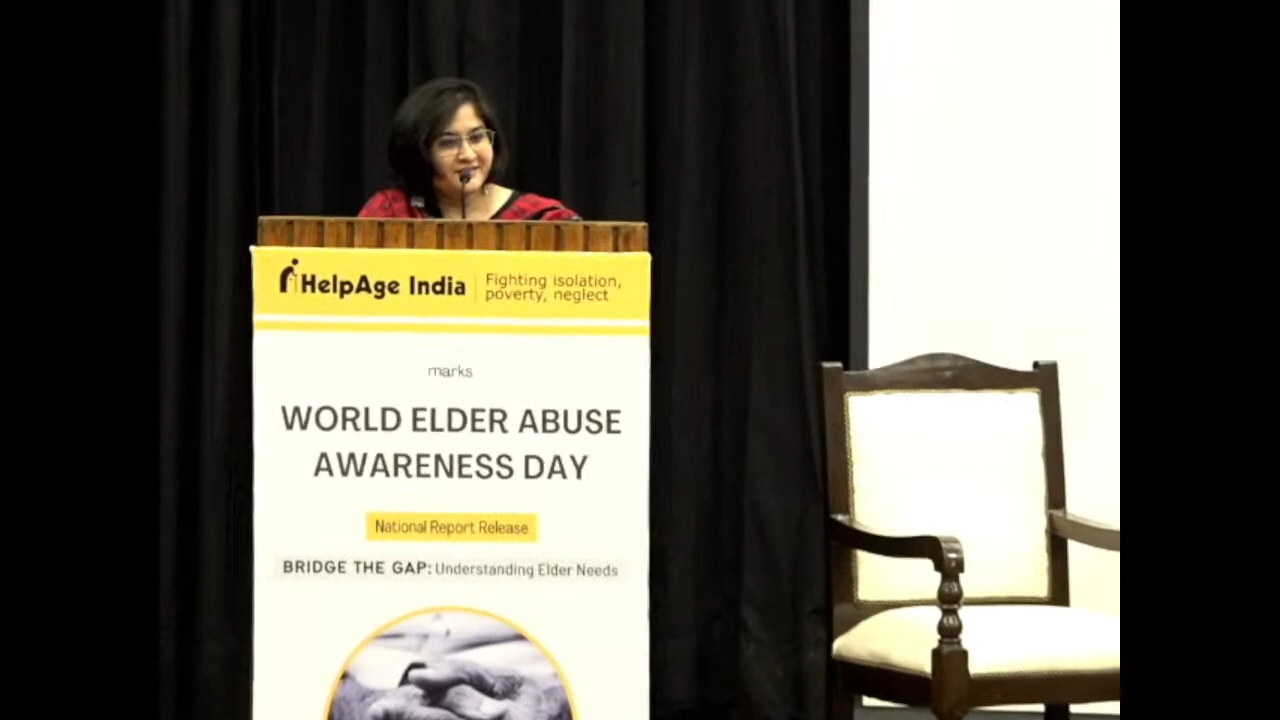 HelpAge India
Fighting isolation,
poverty, neglect
marks
WORLD ELDER ABUSE
AWARENESS DAY
National Report Release
BRIDGE THE GAP: Understanding Elder Needs